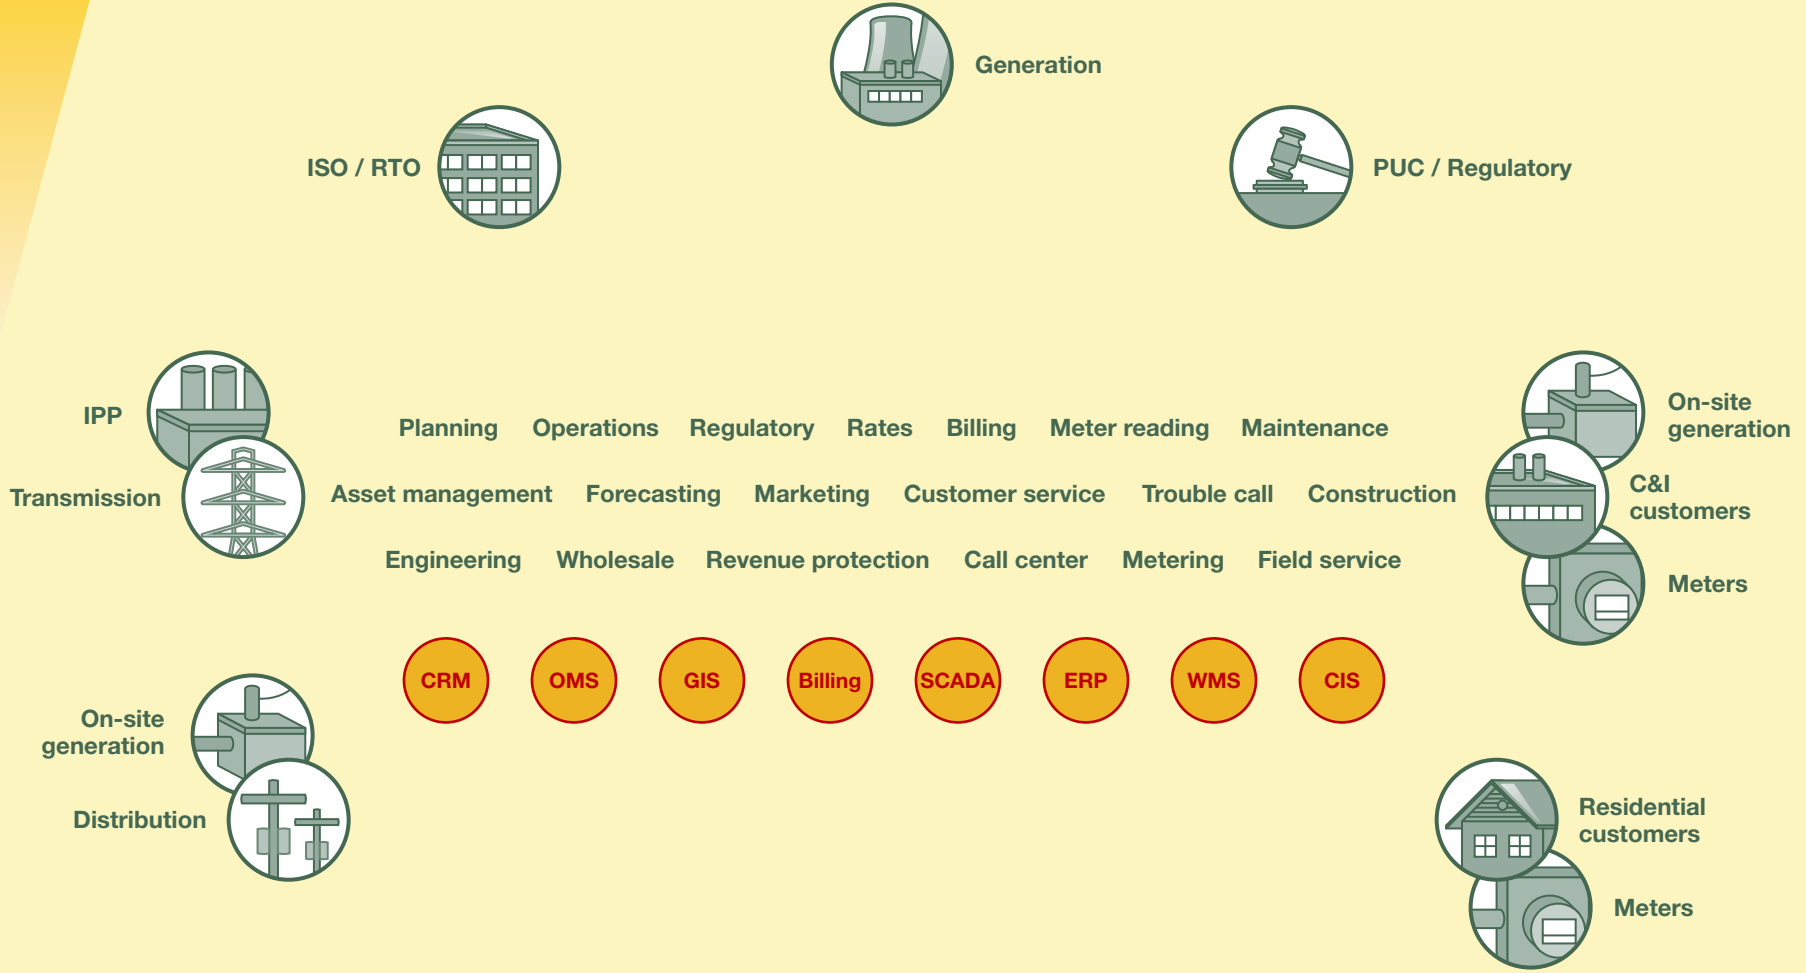 Generation
ISO / RTO
PUC / Regulatory
IPP
Transmission
On-site
generation
C&I
customers
Meters
Planning Operations Regulatory Rates Billing Meter reading Maintenance
Asset management Forecasting Marketing Customer service Trouble call Construction
Engineering Wholesale Revenue protection Call center Metering Field service
CRM OMS GIS Billing SCADA ERP WMS CIS
On-site
generation
Distribution
Residential
customers
Meters